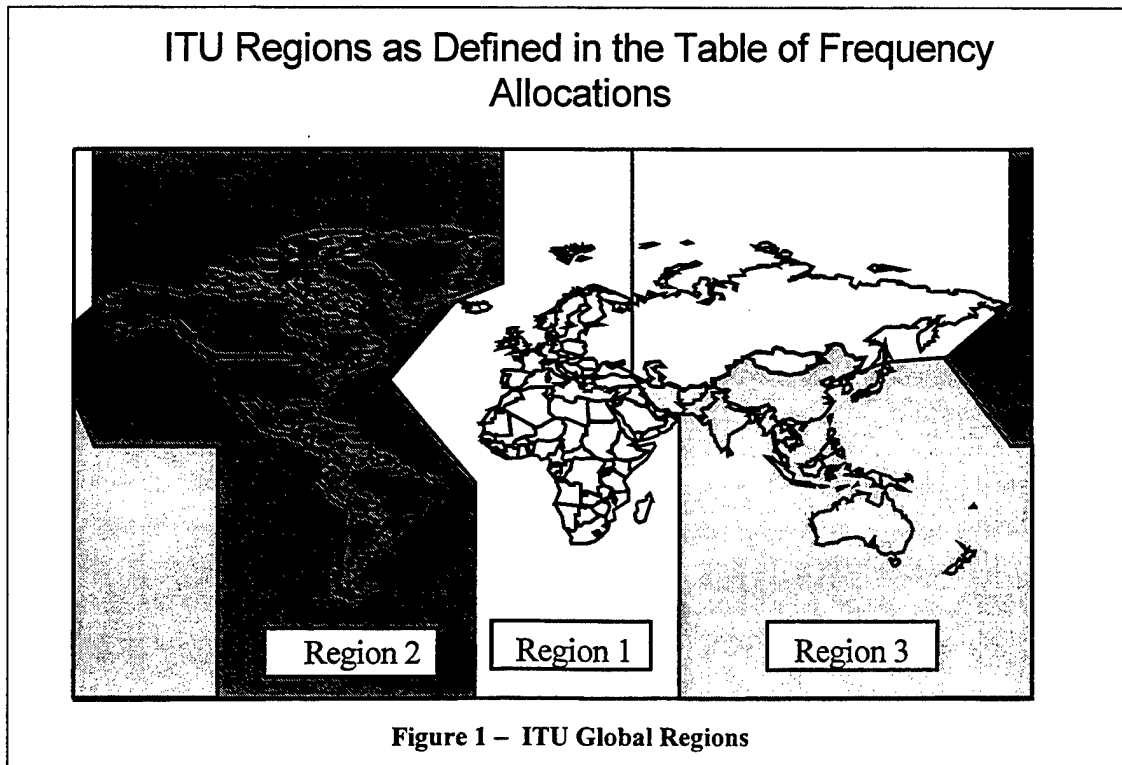 ITU Regions as Defined in the Table of Frequency
Allocations
Region 2
Region 1
Region 3
Figure 1 – ITU Global Regions